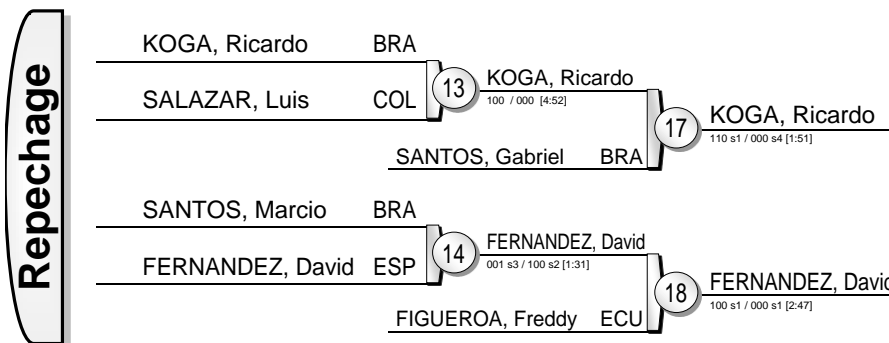 Repechage
KOGA, Ricardo BRA
SALAZAR, Luis COL
13
KOGA, Ricardo
100 / 000 [4:52]
SANTOS, Gabriel BRA
17
KOGA, Ricardo
110 s1 / 000 s4 [1:51]
SANTOS, Marcio BRA
FERNANDEZ, David ESP
14
FERNANDEZ, David
001 s3 / 100 s2 [1:31]
FIGUEROA, Freddy ECU
18
FERNANDEZ, David
100 s1 / 000 s1 [2:47]